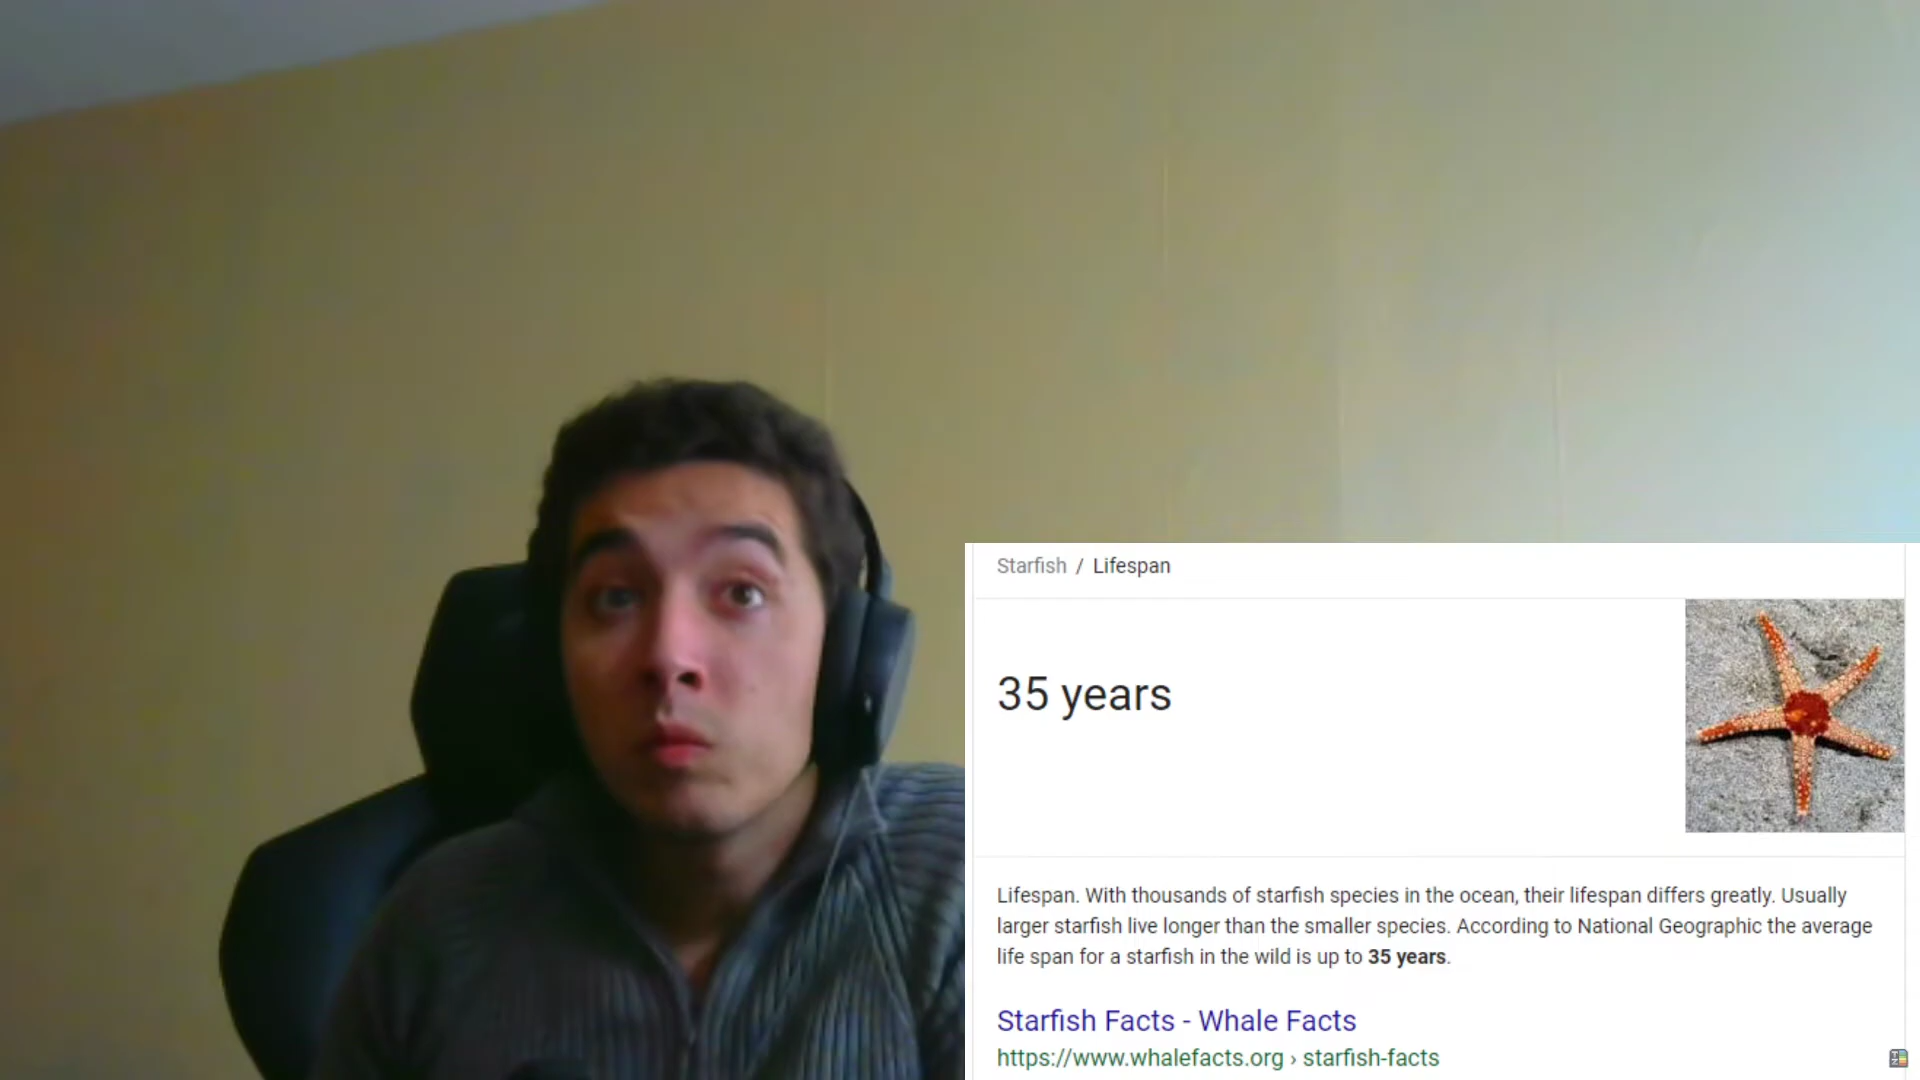 Starfish / Lifespan
35 years
Lifespan. With thousands of starfish species in the ocean, their lifespan differs greatly. Usually
larger starfish live longer than the smaller species. According to National Geographic the average
life span for a starfish in the wild is up to 35 years.
Starfish Facts - Whale Facts
https://www.whalefacts.org › starfish-facts